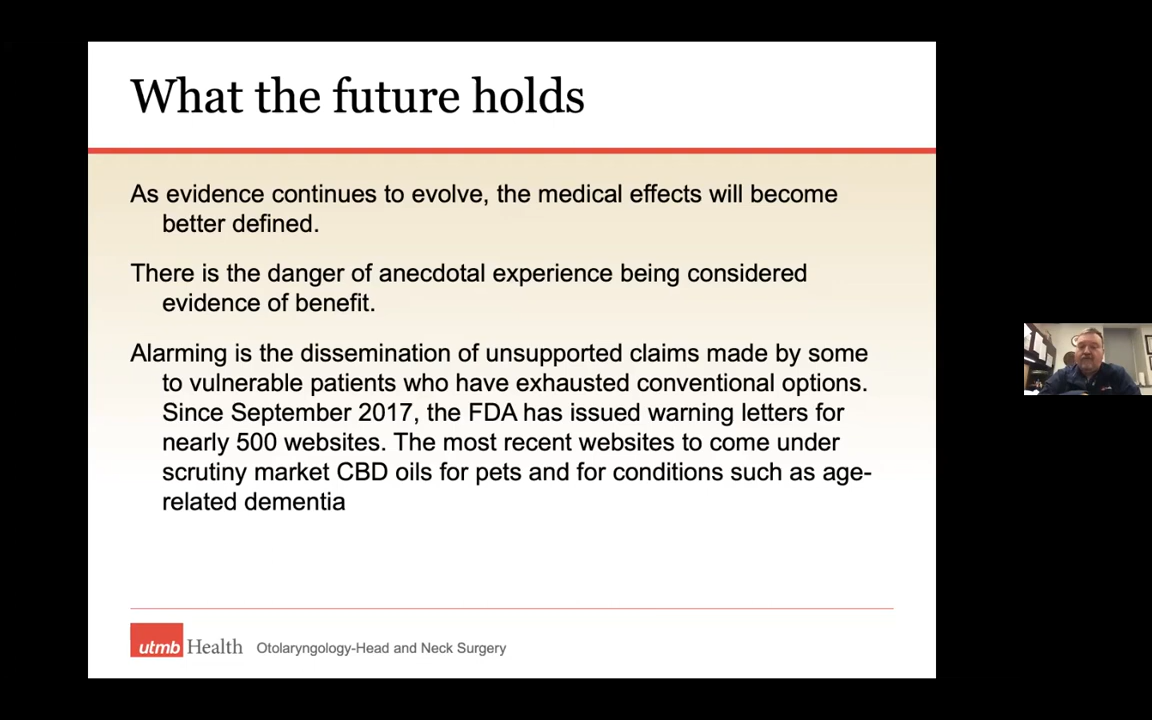 What the future holds
As evidence continues to evolve, the medical effects will become
better defined.
There is the danger of anecdotal experience being considered
evidence of benefit.
Alarming is the dissemination of unsupported claims made by some
to vulnerable patients who have exhausted conventional options.
Since September 2017, the FDA has issued warning letters for
nearly 500 websites. The most recent websites to come under
scrutiny market CBD oils for pets and for conditions such as age-
related dementia
utmb Health Otolaryngology-Head and Neck Surgery